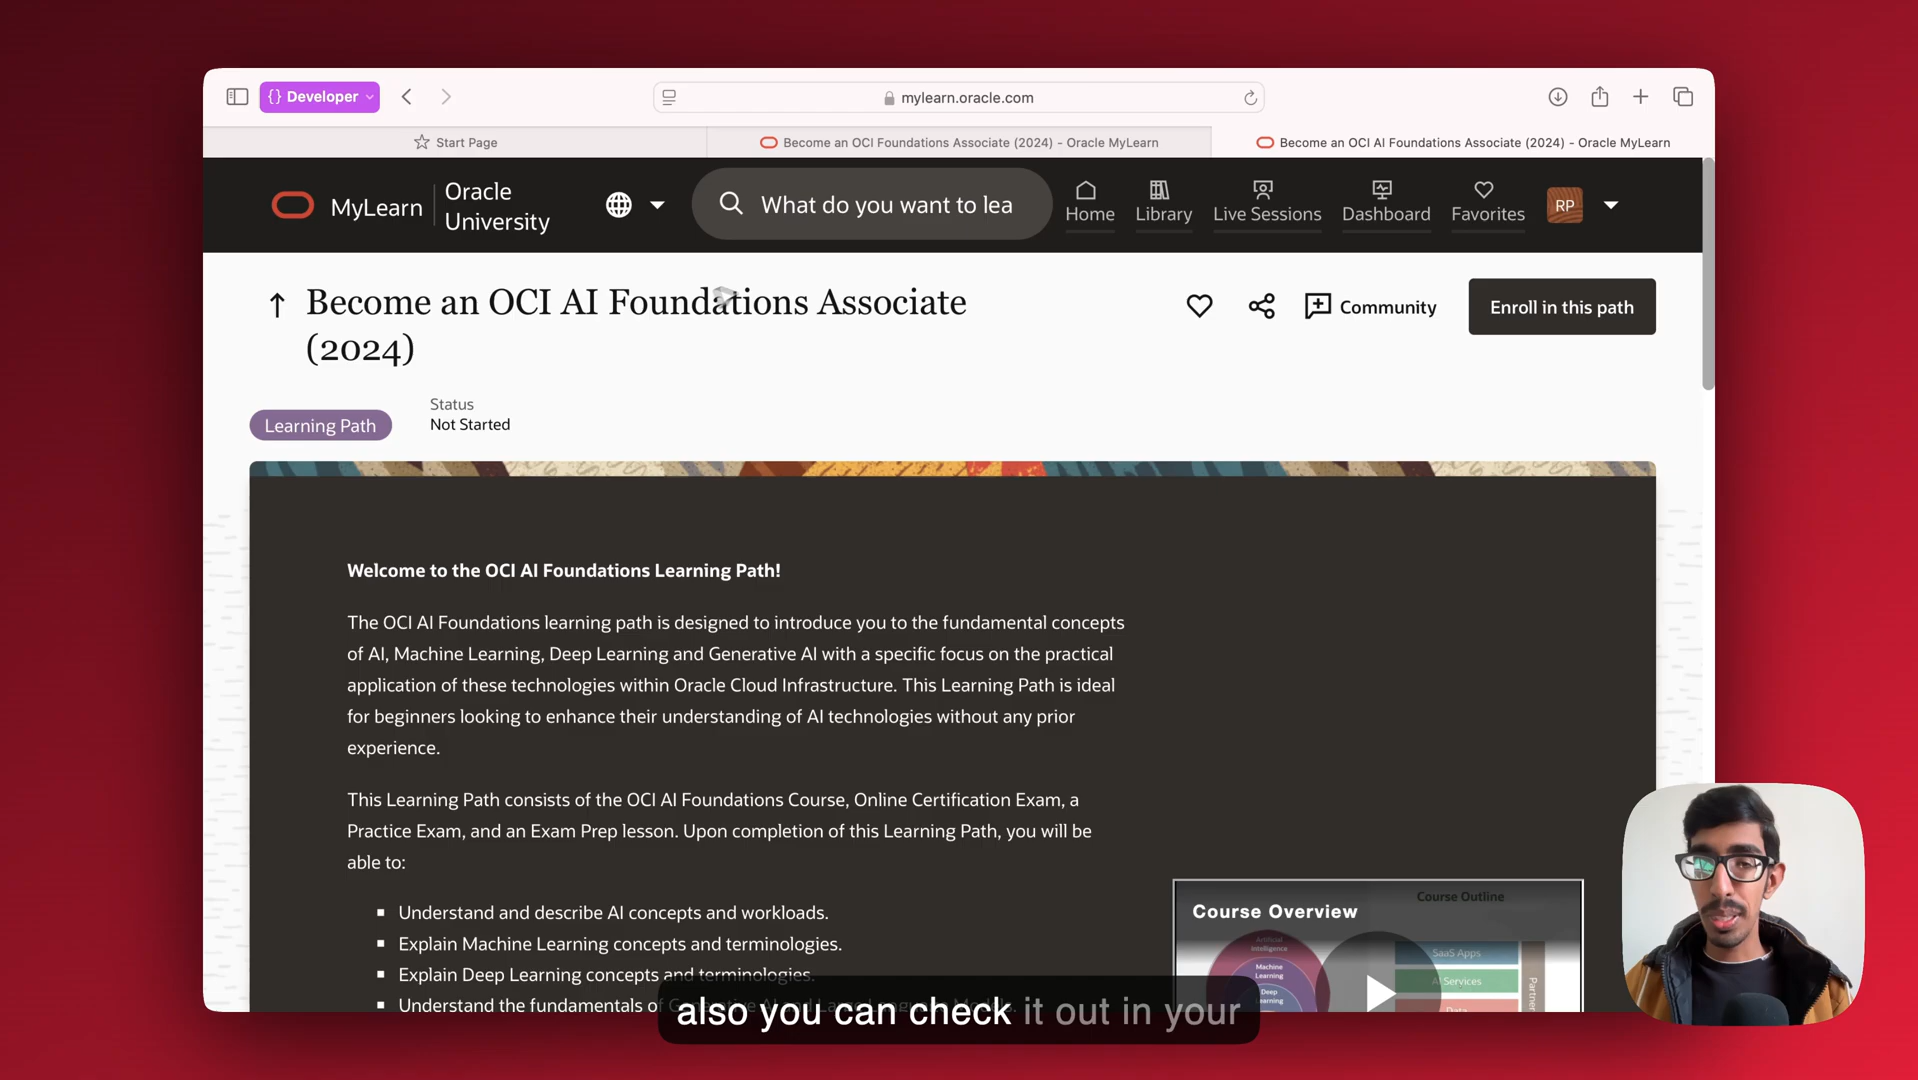 {} Developer
mylearn.oracle.com
Start Page
Become an OCI Foundations Associate (2024) - Oracle MyLearn
Become an OCI AI Foundations Associate (2024) - Oracle MyLearn
MyLearn
Oracle
University
What do you want to lea
Home
Library
Live Sessions
Dashboard
Favorites
RP
Become an OCI AI Foundations Associate
(2024)
Community
Enroll in this path
Learning Path
Status
Not Started
Welcome to the OCI AI Foundations Learning Path!
The OCI AI Foundations learning path is designed to introduce you to the fundamental concepts
of AI, Machine Learning, Deep Learning and Generative AI with a specific focus on the practical
application of these technologies within Oracle Cloud Infrastructure. This Learning Path is ideal
for beginners looking to enhance their understanding of AI technologies without any prior
experience.
This Learning Path consists of the OCI AI Foundations Course, Online Certification Exam, a
Practice Exam, and an Exam Prep lesson. Upon completion of this Learning Path, you will be
able to:
Understand and describe AI concepts and workloads.
Explain Machine Learning concepts and terminologies.
Explain Deep Learning concepts and terminologies.
Understand the fundamentals of
Course Overview
Course Outline
Artificial
Intelligence
Machine
Learning
Deep
Learning
SaaS Apps
AI Services
Data
Partner
also you can check it out in your